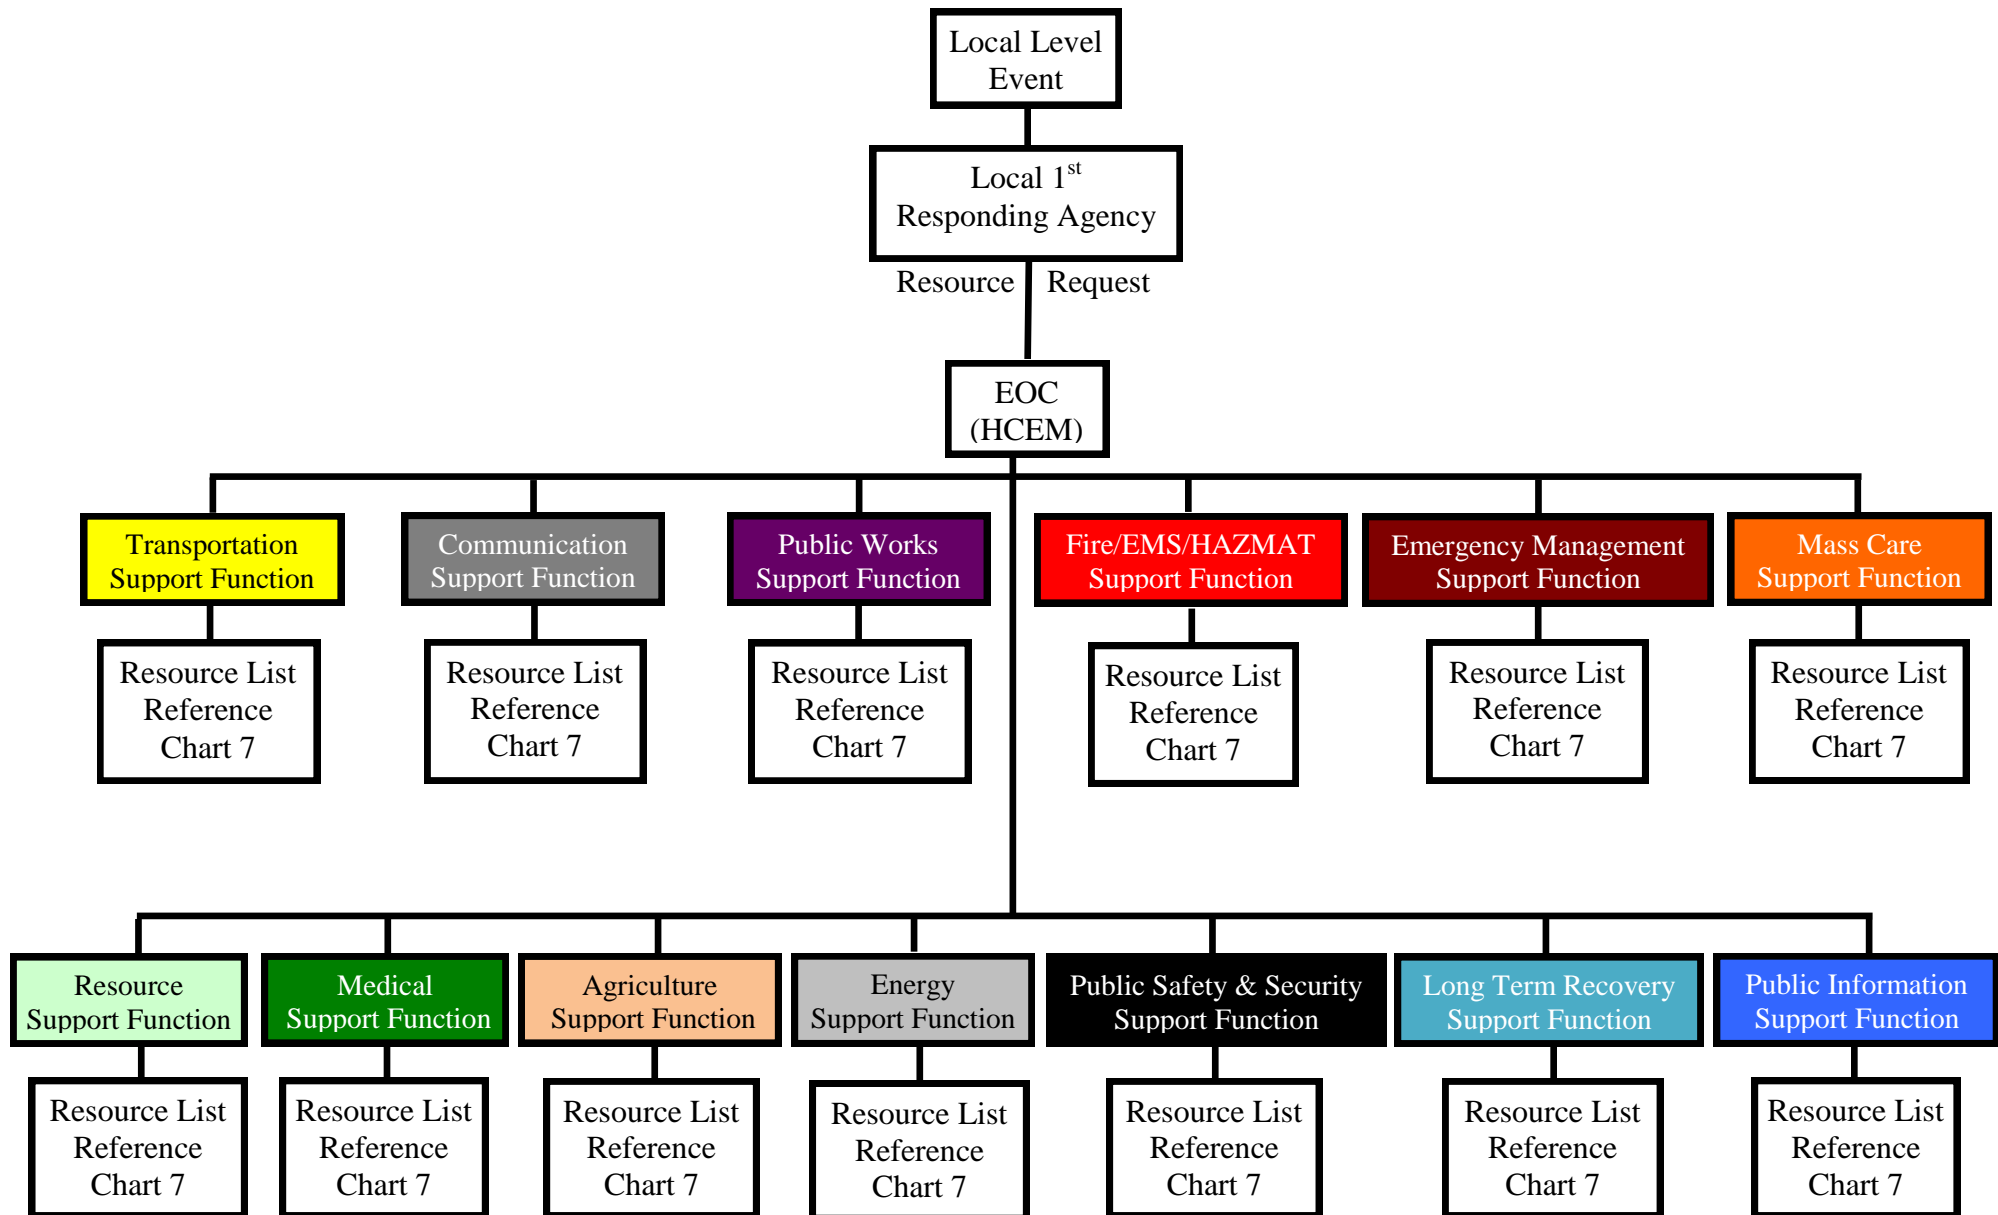 Local Level
Event
Local 1st
Responding Agency
Resource Request
EOC
(HCEM)
Transportation
Support Function
Communication
Support Function
Public Works
Support Function
Fire/EMS/HAZMAT
Support Function
Emergency Management
Support Function
Mass Care
Support Function
Resource List
Reference
Chart 7
Resource List
Reference
Chart 7
Resource List
Reference
Chart 7
Resource List
Reference
Chart 7
Resource List
Reference
Chart 7
Resource List
Reference
Chart 7
Resource
Support Function
Medical
Support Function
Agriculture
Support Function
Energy
Support Function
Public Safety & Security
Support Function
Long Term Recovery
Support Function
Public Information
Support Function
Resource List
Reference
Chart 7
Resource List
Reference
Chart 7
Resource List
Reference
Chart 7
Resource List
Reference
Chart 7
Resource List
Reference
Chart 7
Resource List
Reference
Chart 7
Resource List
Reference
Chart 7